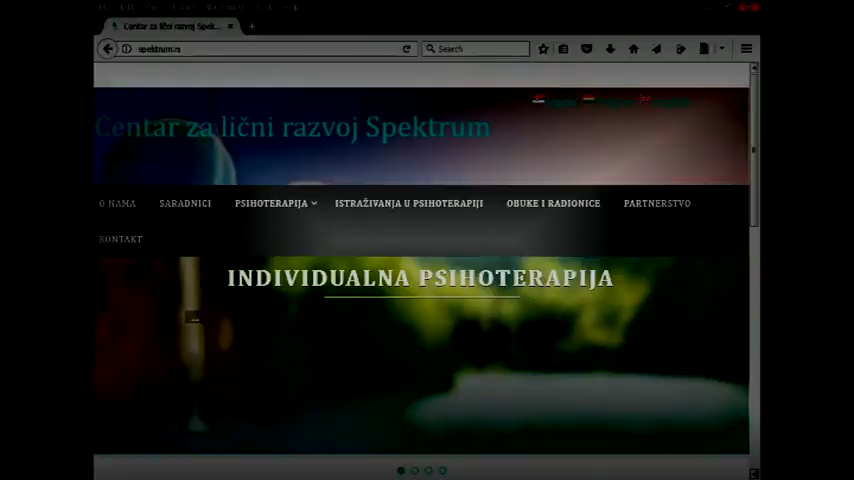 Centar za lični razvoj Spek...
spektrum.rs
Search
Centar za lični razvoj Spektrum
O NAMA SARADNICI PSIHOTERAPIJA ISTRAŽIVANJA U PSIHOTERAPIJI OBUKE I RADIONICE PARTNERSTVO
KONTAKT
INDIVIDUALNA PSIHOTERAPIJA